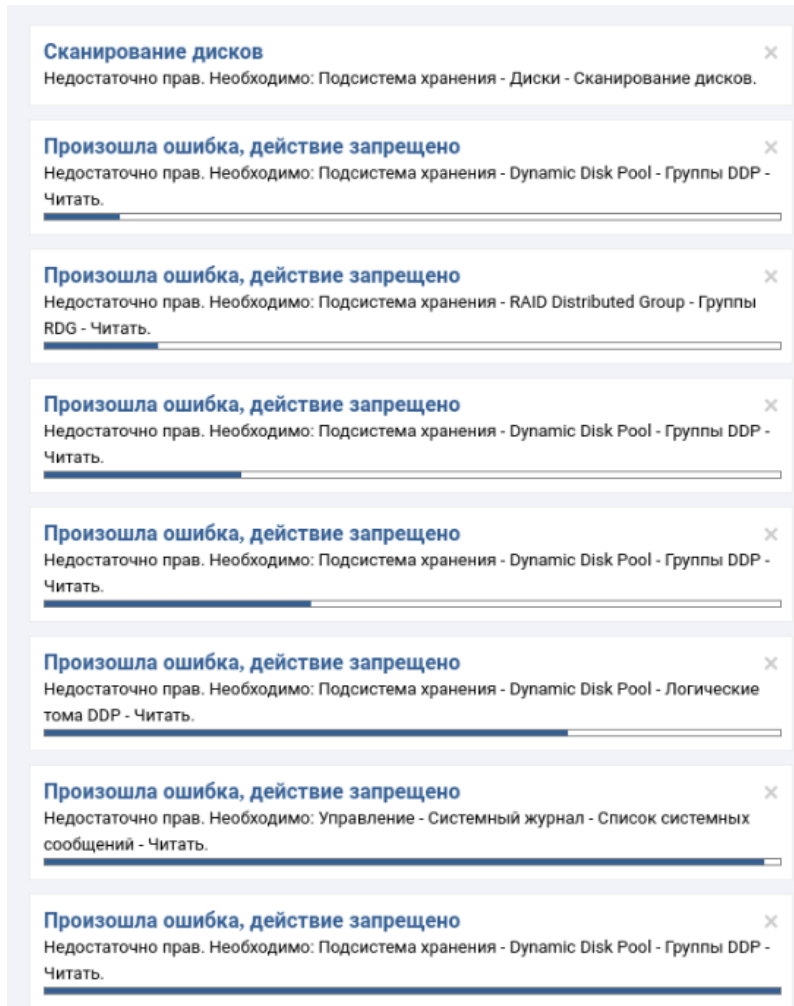 Сканирование дисков
Недостаточно прав. Необходимо: Подсистема хранения - Диски - Сканирование дисков.
Произошла ошибка, действие запрещено
Недостаточно прав. Необходимо: Подсистема хранения - Dynamic Disk Pool - Группы DDP -
Читать.
Произошла ошибка, действие запрещено
Недостаточно прав. Необходимо: Подсистема хранения - RAID Distributed Group - Группы
RDG - Читать.
Произошла ошибка, действие запрещено
Недостаточно прав. Необходимо: Подсистема хранения - Dynamic Disk Pool - Группы DDP -
Читать.
Произошла ошибка, действие запрещено
Недостаточно прав. Необходимо: Подсистема хранения - Dynamic Disk Pool - Группы DDP -
Читать.
Произошла ошибка, действие запрещено
Недостаточно прав. Необходимо: Подсистема хранения - Dynamic Disk Pool - Логические
тома DDP - Читать.
Произошла ошибка, действие запрещено
Недостаточно прав. Необходимо: Управление - Системный журнал - Список системных
сообщений - Читать.
Произошла ошибка, действие запрещено
Недостаточно прав. Необходимо: Подсистема хранения - Dynamic Disk Pool - Группы DDP -
Читать.